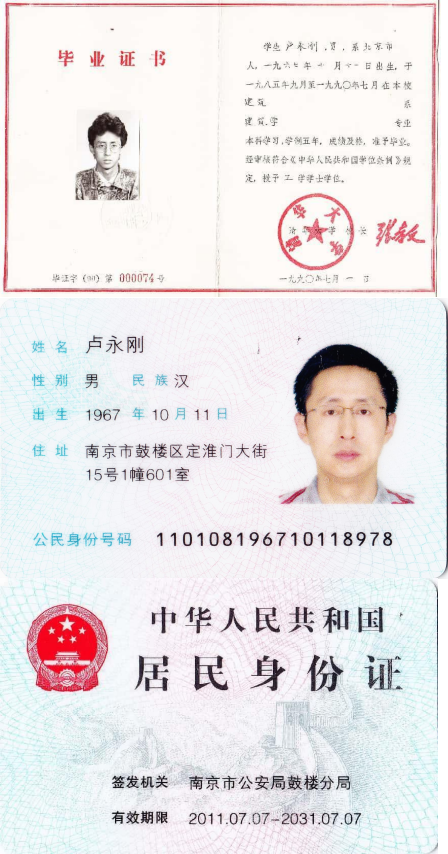 毕业证书
学生卢永刚，男，系北京市
人，一九六七年十月十一日出生，于
一九八五年九月至一九九〇年七月在本校
建筑 系
建筑学 专业
本科学习，学制五年，成绩及格，准予毕业。
经审核符合《中华人民共和国学位条例》规
定，授予工学学士学位。
清华大学 校长
清华大学
毕证字（90）第 000074 号
一九九〇年七月 日
姓名 卢永刚
性别 男 民族 汉
出生 1967 年 10 月 11 日
住址 南京市鼓楼区定淮门大街
15号1幢601室
公民身份号码 110108196710118978
中华人民共和国
居民身份证
签发机关 南京市公安局鼓楼分局
有效期限 2011.07.07-2031.07.07